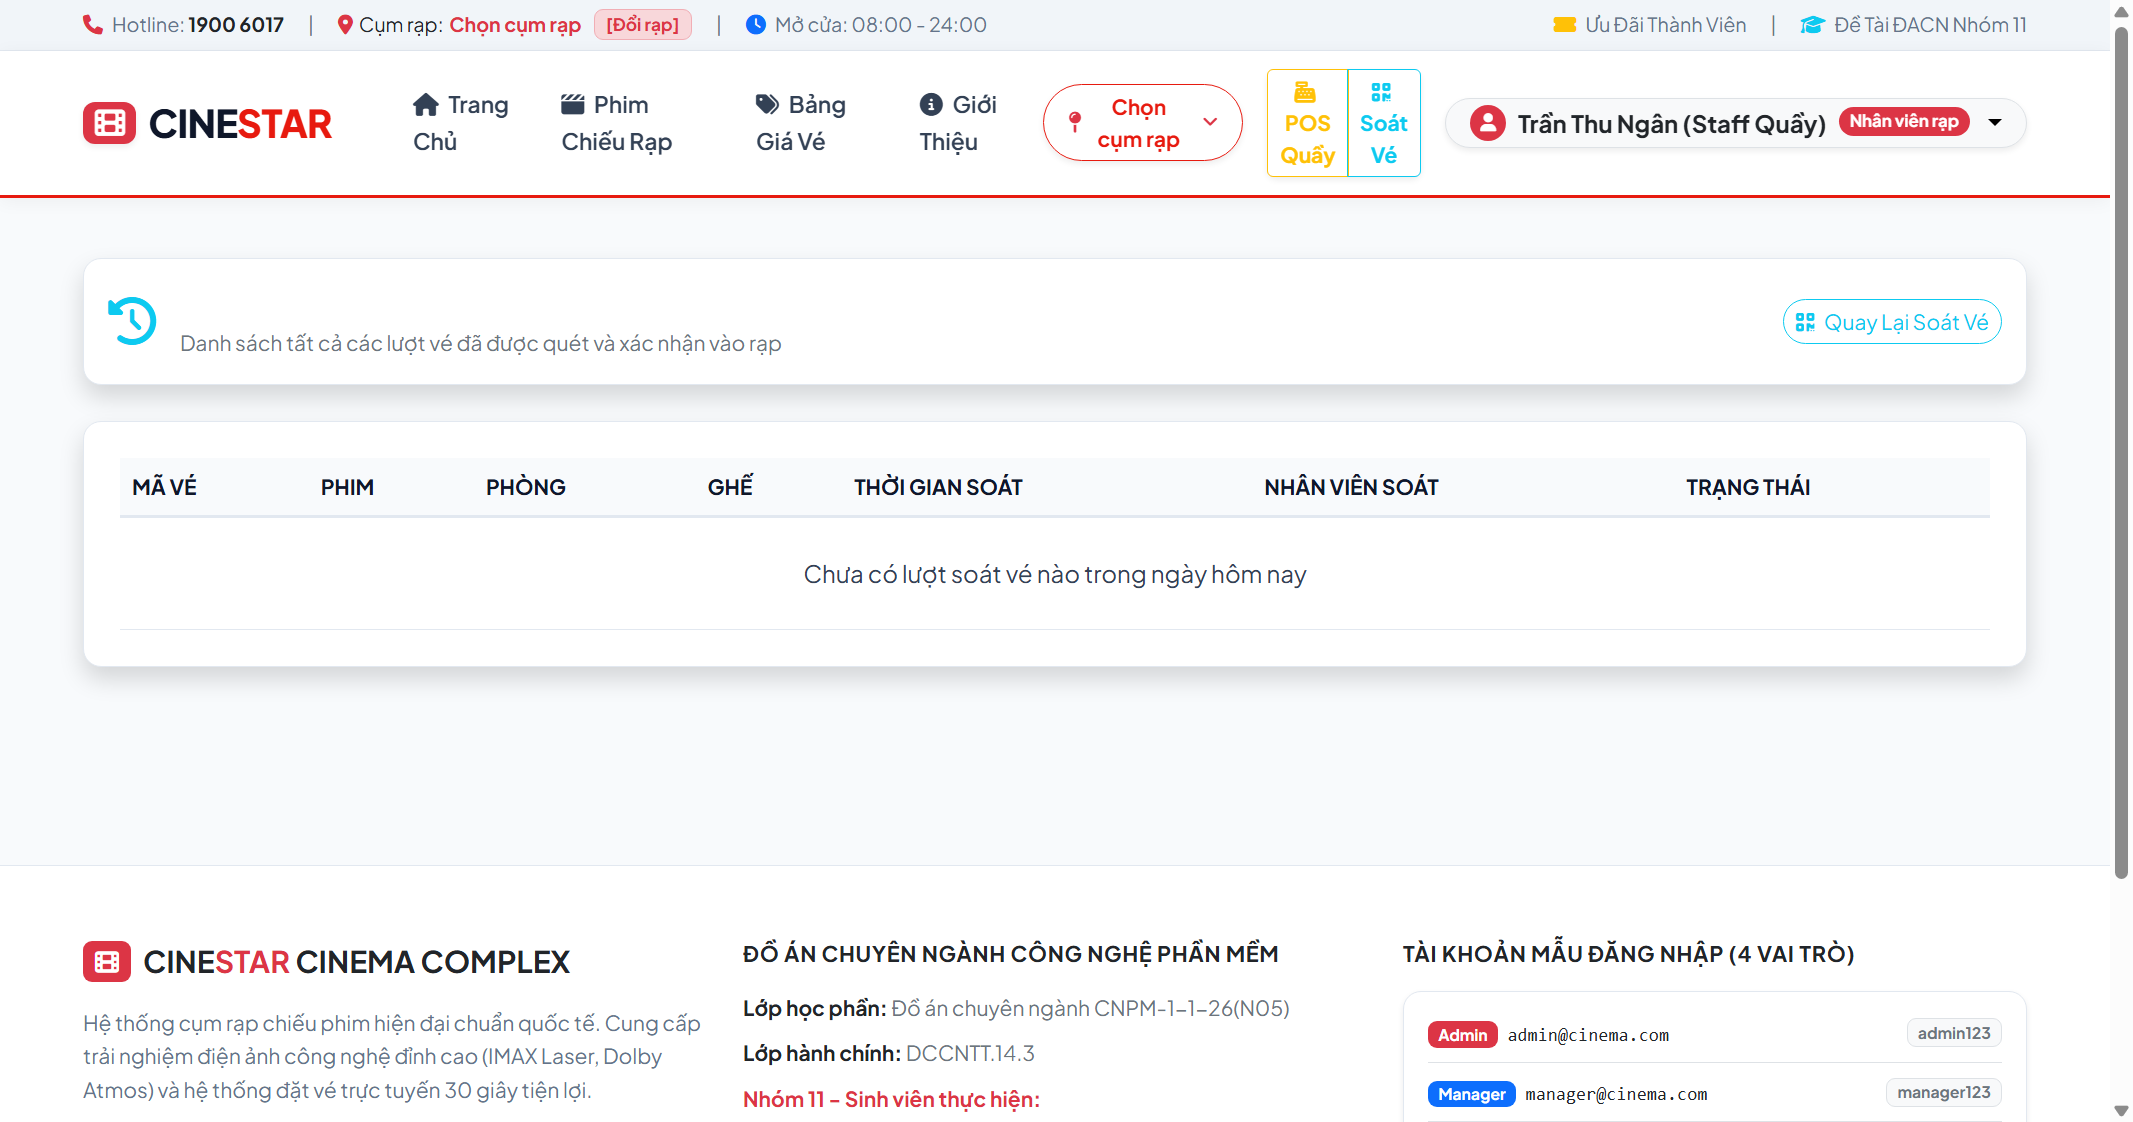 Hotline: 1900 6017 | Cụm rạp: Chọn cụm rạp [Đổi rạp] | Mở cửa: 08:00 - 24:00
Ưu Đãi Thành Viên | Đề Tài ĐACN Nhóm 11
CINESTAR
Trang Chủ
Phim Chiếu Rạp
Bảng Giá Vé
Giới Thiệu
Chọn cụm rạp
POS Quầy
Soát Vé
Trần Thu Ngân (Staff Quầy) Nhân viên rạp
Danh sách tất cả các lượt vé đã được quét và xác nhận vào rạp
Quay Lại Soát Vé
MÃ VÉ PHIM PHÒNG GHẾ THỜI GIAN SOÁT NHÂN VIÊN SOÁT TRẠNG THÁI
Chưa có lượt soát vé nào trong ngày hôm nay
CINESTAR CINEMA COMPLEX
Hệ thống cụm rạp chiếu phim hiện đại chuẩn quốc tế. Cung cấp
trải nghiệm điện ảnh công nghệ đỉnh cao (IMAX Laser, Dolby
Atmos) và hệ thống đặt vé trực tuyến 30 giây tiện lợi.
ĐỒ ÁN CHUYÊN NGÀNH CÔNG NGHỆ PHẦN MỀM
Lớp học phần: Đồ án chuyên ngành CNPM-1-1-26(N05)
Lớp hành chính: DCCNTT.14.3
Nhóm 11 - Sinh viên thực hiện:
TÀI KHOẢN MẪU ĐĂNG NHẬP (4 VAI TRÒ)
Admin admin@cinema.com admin123
Manager manager@cinema.com manager123